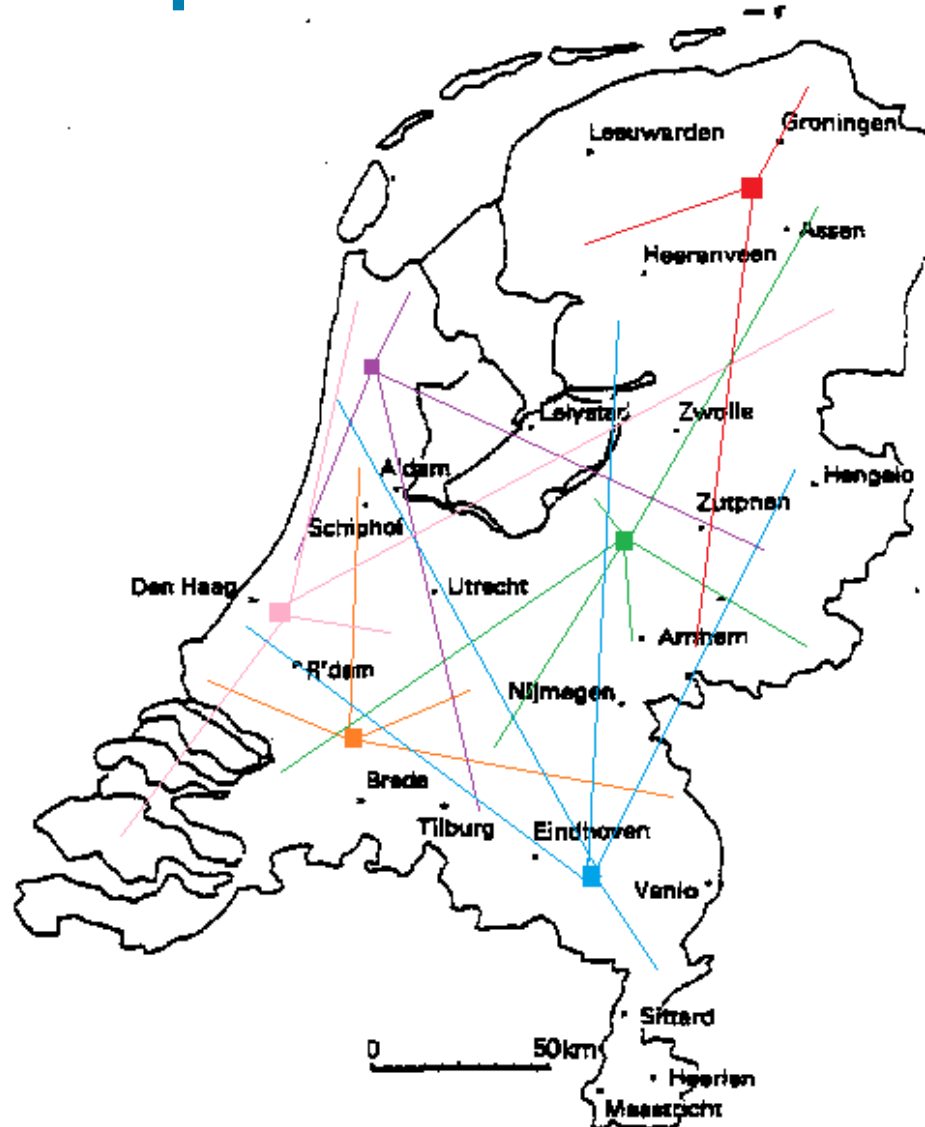 Groningen
Leeuwarden
Assen
Heerenveen
Lelystad
Zwolle
A'dam
Hengelo
Zutphen
Schiphol
Den Haag
Utrecht
Arnhem
R'dam
Nijmegen
Breda
Tilburg
Eindhoven
Venlo
Sittard
0 50km
Heerlen
Maastricht